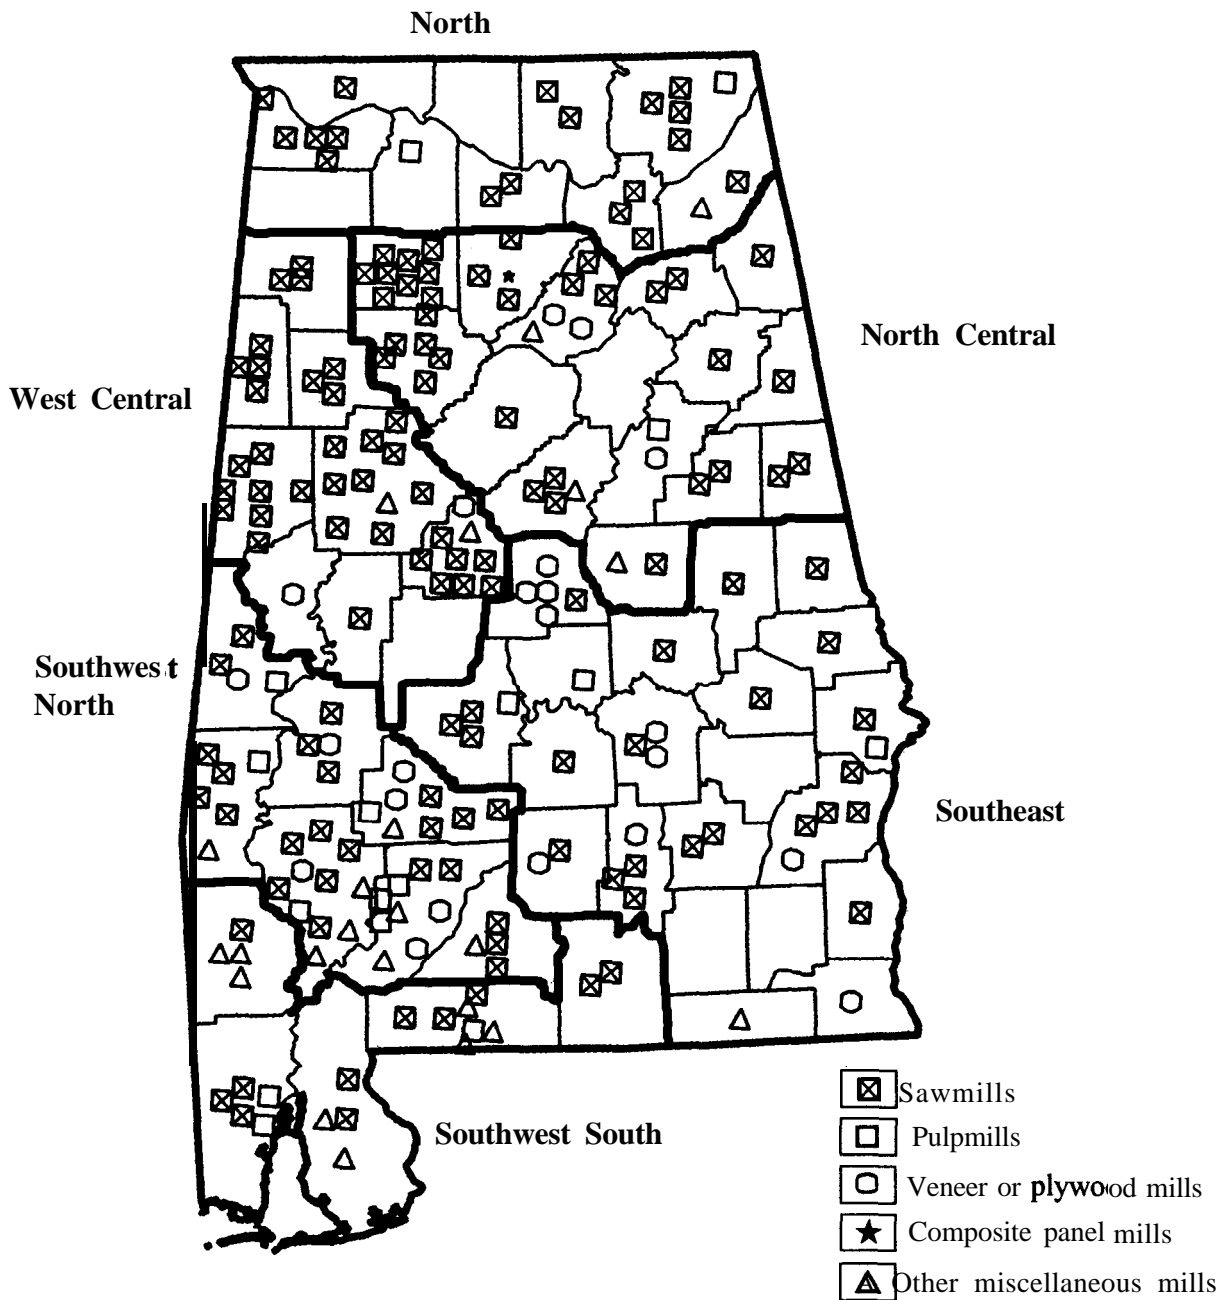 North
North Central
West Central
Southwest
North
Southeast
Southwest South
Sawmills
Pulpmills
Veneer or plywood mills
Composite panel mills
Other miscellaneous mills